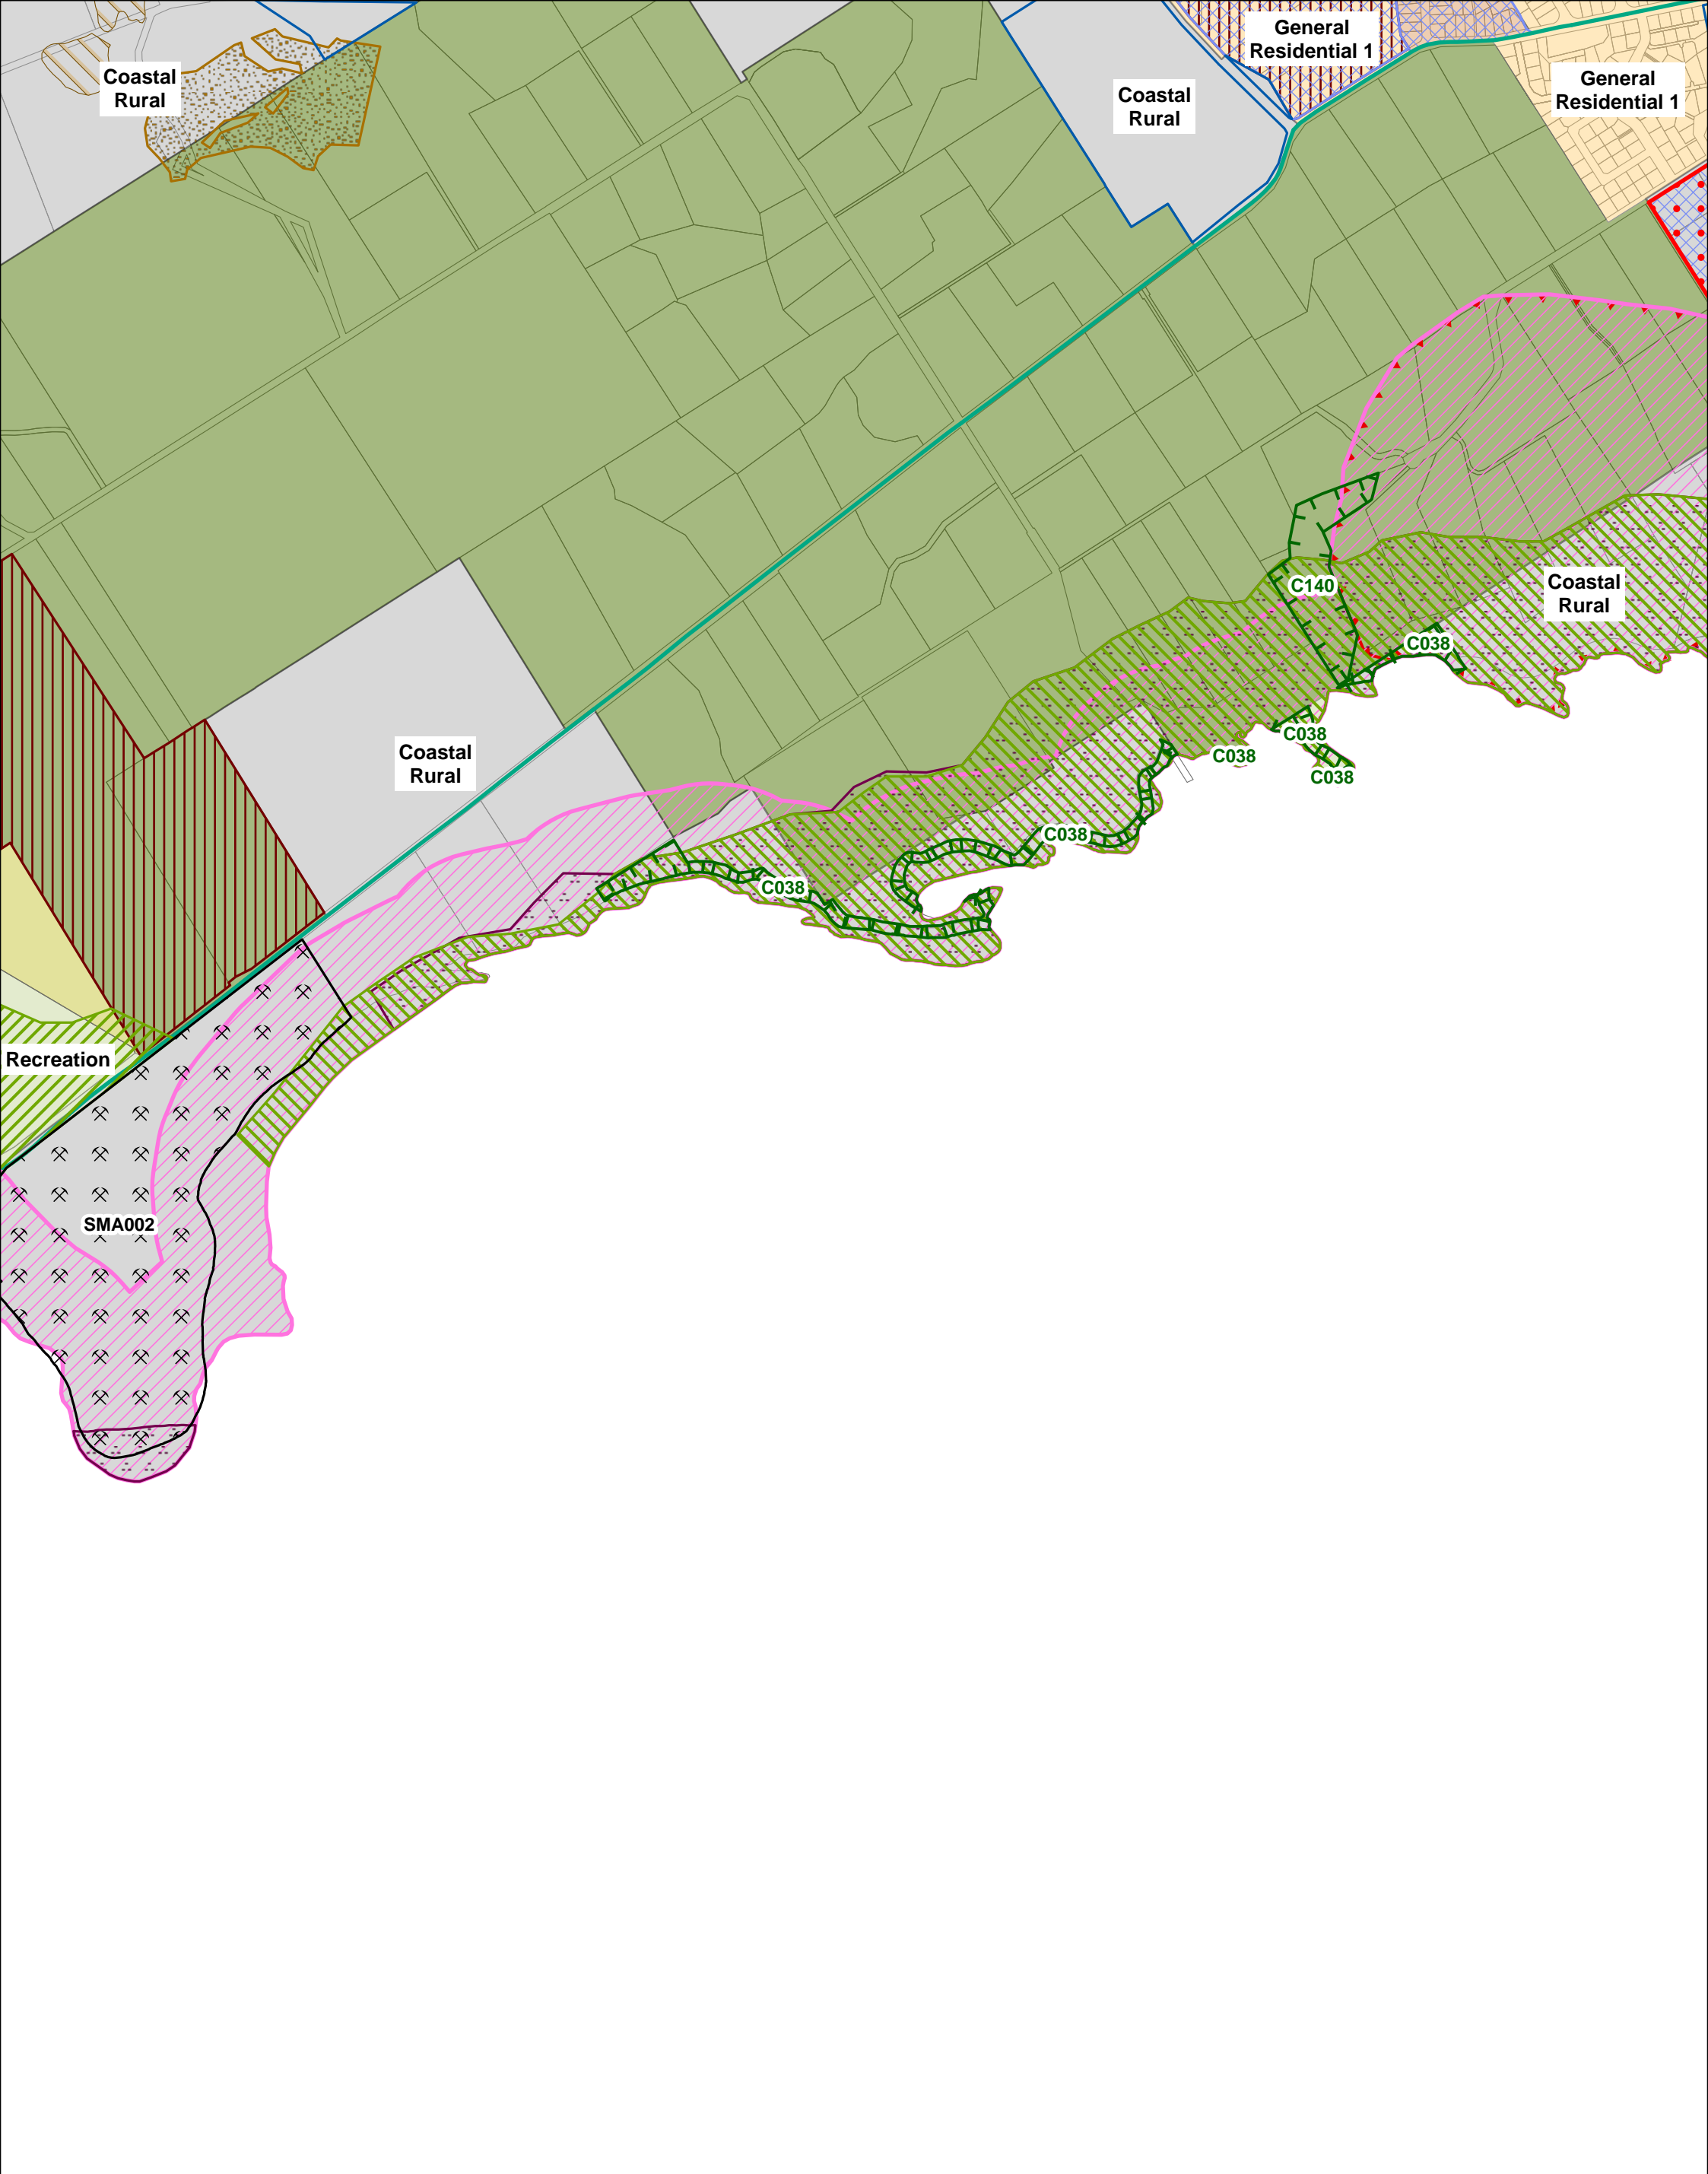 General
Residential 1
Coastal
Rural
General
Residential 1
Coastal
Rural
Coastal
Rural
C140
C038
C038
C038
C038
Coastal
Rural
C038
C038
Recreation
SMA002